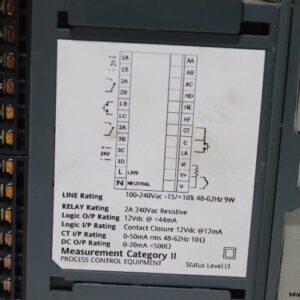 1A AA
1B AB
2A AC
2B HD
LB HE
LC HF
3A CT
3B C
3C LA
3D VI
L LIVE V+
N NEUTRAL V-
24V
LINE Rating 100-240Vac -15/+10% 48-62Hz 9W
RELAY Rating 2A 240Vac Resistive
Logic O/P Rating 12Vdc @ <44mA
Logic I/P Rating Contact Closure 12Vdc @12mA
CT I/P Rating 0-50mA rms 48-62Hz 10Ω
DC O/P Rating 0-20mA <500Ω
Measurement Category II
PROCESS CONTROL EQUIPMENT
Status Level I3